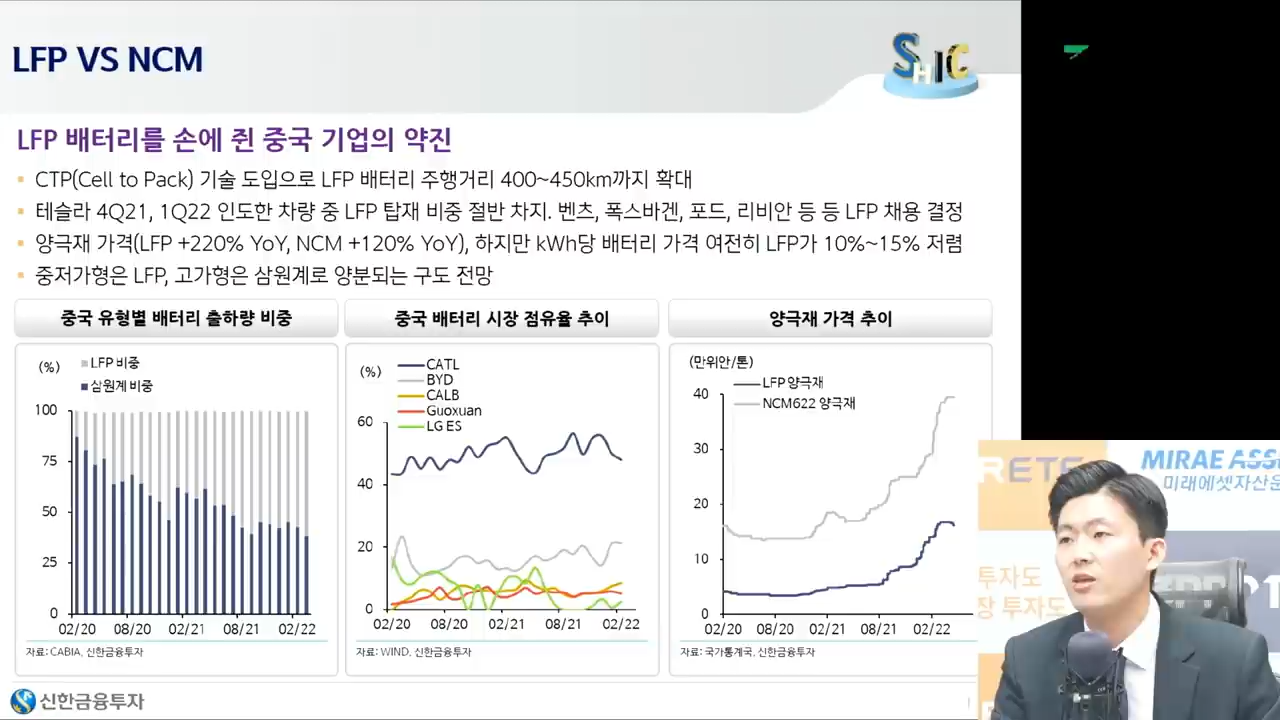 LFP VS NCM
SHIC
LFP 배터리를 손에 쥔 중국 기업의 약진
CTP(Cell to Pack) 기술 도입으로 LFP 배터리 주행거리 400~450km까지 확대
테슬라 4Q21, 1Q22 인도한 차량 중 LFP 탑재 비중 절반 차지. 벤츠, 폭스바겐, 포드, 리비안 등 등 LFP 채용 결정
양극재 가격(LFP +220% YoY, NCM +120% YoY), 하지만 kWh당 배터리 가격 여전히 LFP가 10%~15% 저렴
중저가형은 LFP, 고가형은 삼원계로 양분되는 구도 전망
중국 유형별 배터리 출하량 비중
(%)
LFP 비중
삼원계 비중
100
75
50
25
0
02/20 08/20 02/21 08/21 02/22
자료: CABIA, 신한금융투자
중국 배터리 시장 점유율 추이
(%)
CATL
BYD
CALB
Guoxuan
LG ES
60
40
20
0
02/20 08/20 02/21 08/21 02/22
자료: WIND, 신한금융투자
양극재 가격 추이
(만위안/톤)
LFP 양극재
NCM622 양극재
40
30
20
10
0
02/20 08/20 02/21 08/21 02/22
자료: 국가통계국, 신한금융투자
신한금융투자
RETE
MIRAE ASS
미래에셋자산운
투자도
장 투자도